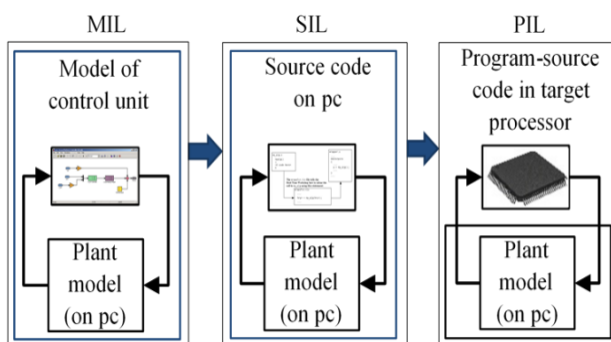 MIL
Model of
control unit
Plant
model
(on pc)
SIL
Source code
on pc
Plant
model
(on pc)
PIL
Program-source
code in target
processor
Plant
model
(on pc)